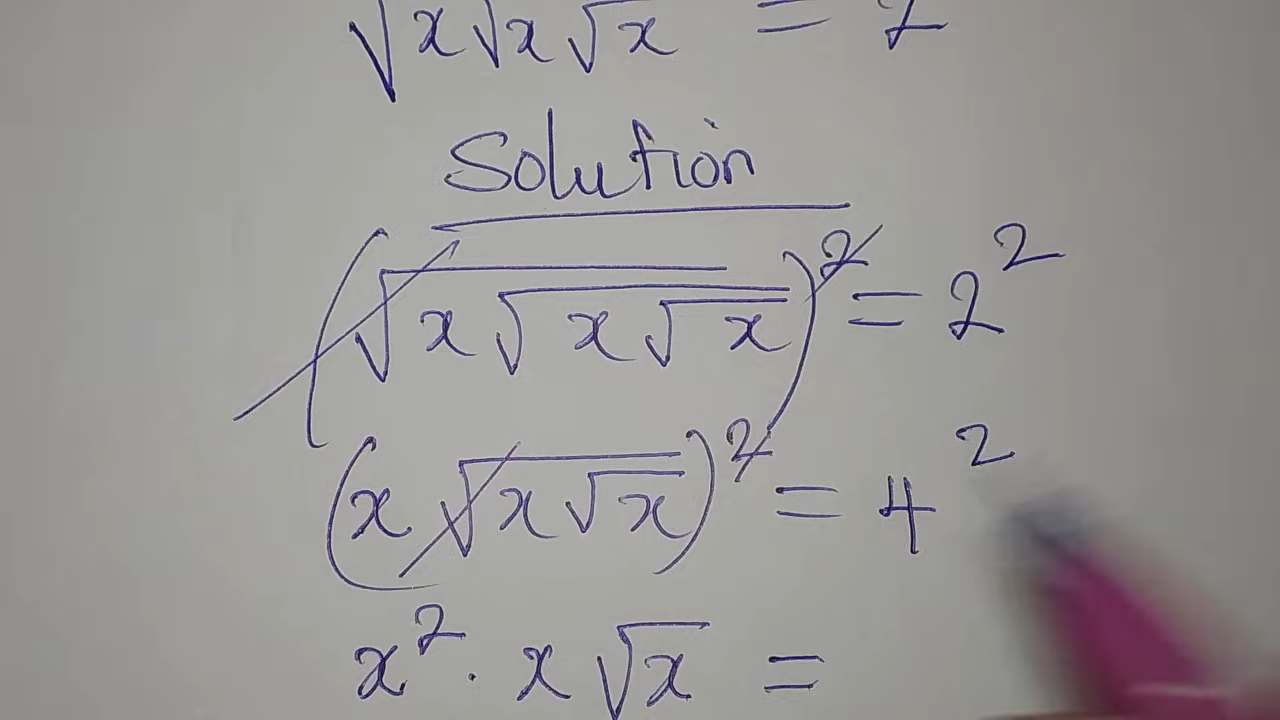 √x√x√x = 2
Solution
(√x√x√x)² = 2²
(x√x√x)² = 4²
x² · x√x =